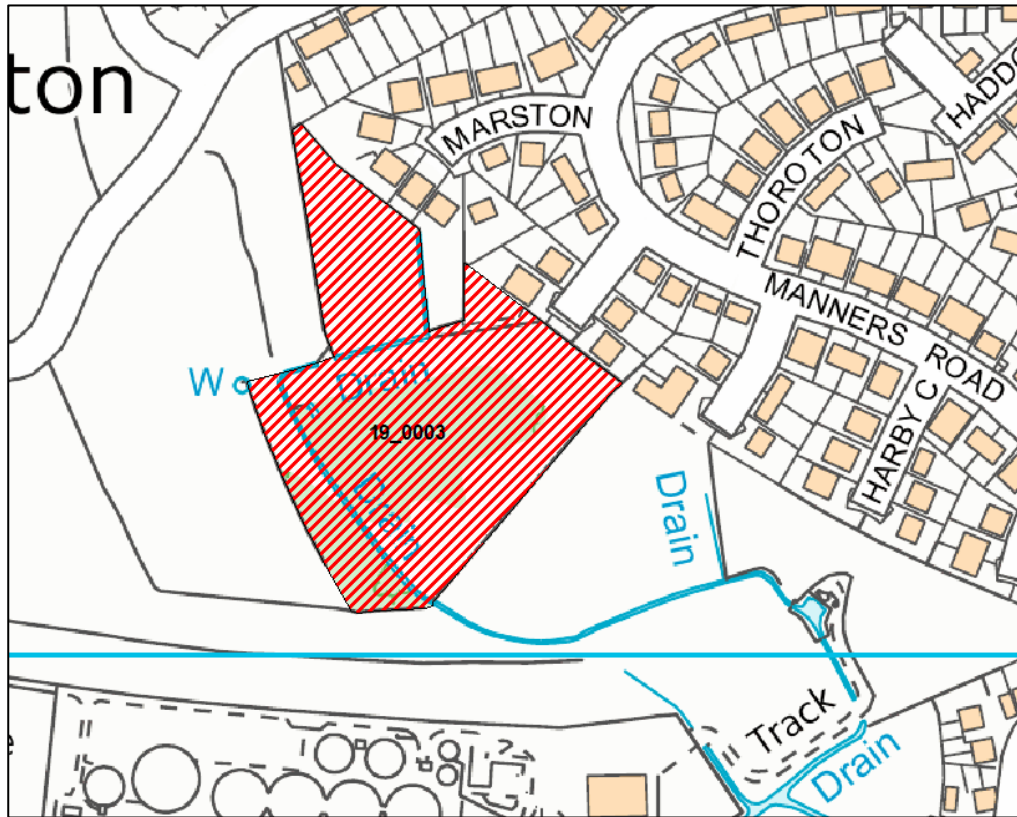 ton
MARSTON
THOROTON
HADDO
MANNERS ROAD
HARBY C
W
Drain
19_0003
Drain
Drain
Track
Drain